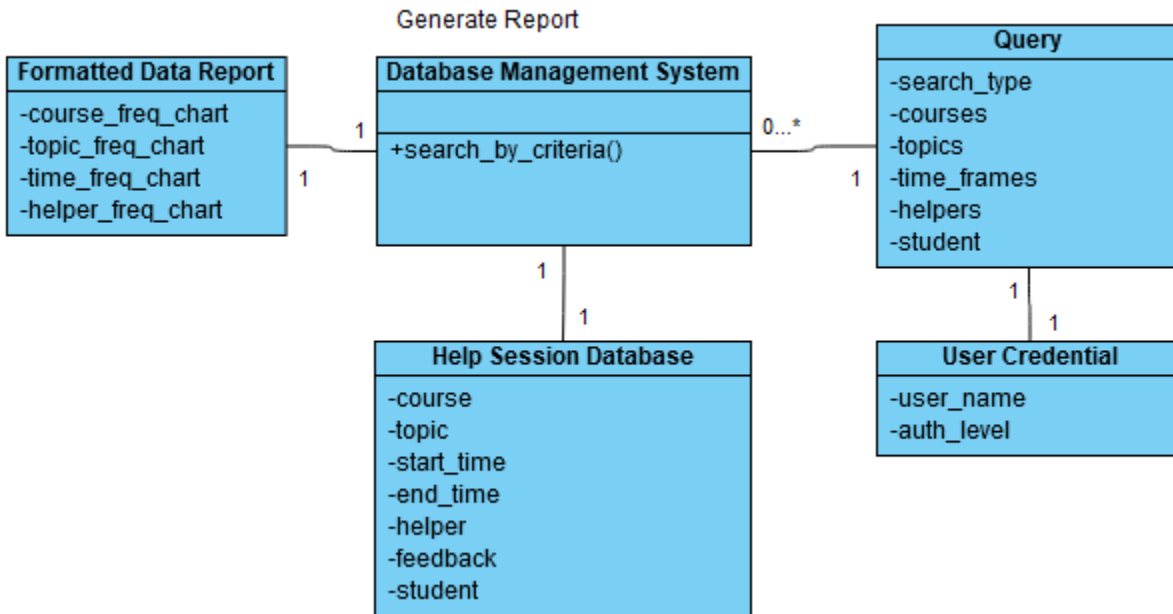 Generate Report
Formatted Data Report
-course_freq_chart
-topic_freq_chart
-time_freq_chart
-helper_freq_chart
1
1
Database Management System
+search_by_criteria()
0...*
1
Query
-search_type
-courses
-topics
-time_frames
-helpers
-student
1
1
Help Session Database
-course
-topic
-start_time
-end_time
-helper
-feedback
-student
1
1
User Credential
-user_name
-auth_level